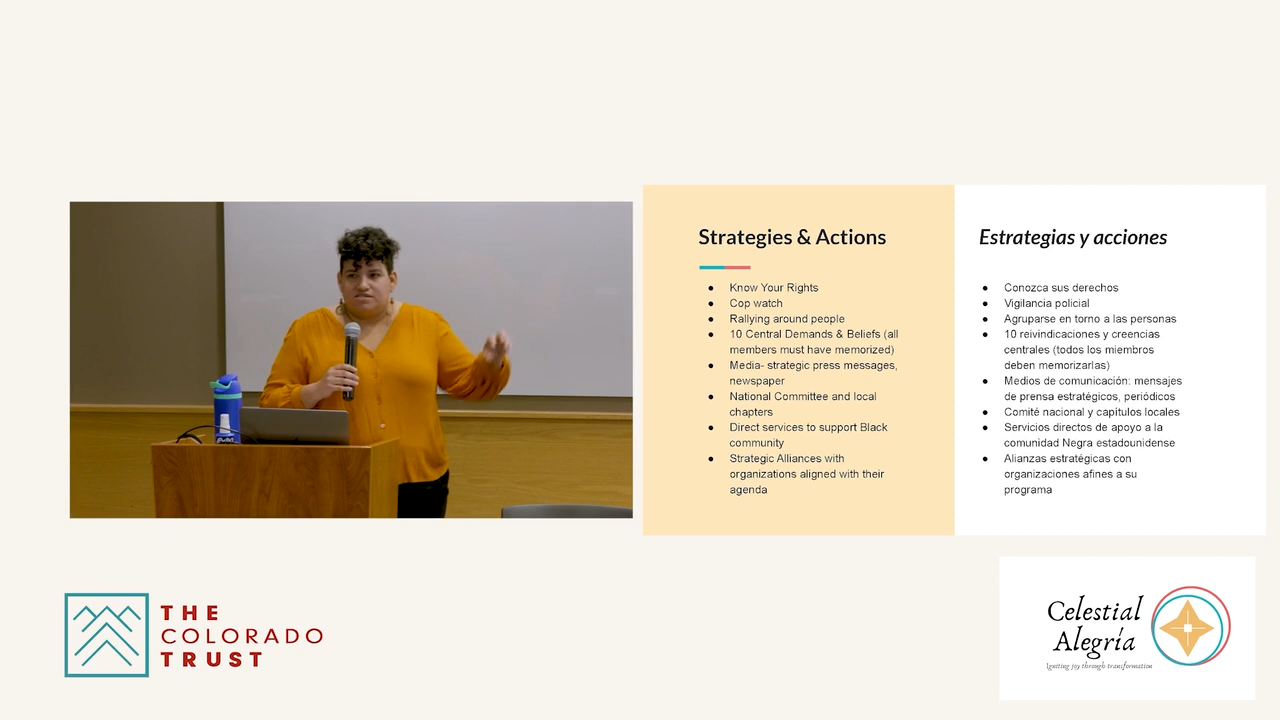 Strategies & Actions
● Know Your Rights
● Cop watch
● Rallying around people
● 10 Central Demands & Beliefs (all
members must have memorized)
● Media- strategic press messages,
newspaper
● National Committee and local
chapters
● Direct services to support Black
community
● Strategic Alliances with
organizations aligned with their
agenda
Estrategias y acciones
● Conozca sus derechos
● Vigilancia policial
● Agruparse en torno a las personas
● 10 reivindicaciones y creencias
centrales (todos los miembros
deben memorizarlas)
● Medios de comunicación: mensajes
de prensa estratégicos, periódicos
● Comité nacional y capítulos locales
● Servicios directos de apoyo a la
comunidad Negra estadounidense
● Alianzas estratégicas con
organizaciones afines a su
programa
THE
COLORADO
TRUST
Celestial
Alegría
Igniting joy through transformation